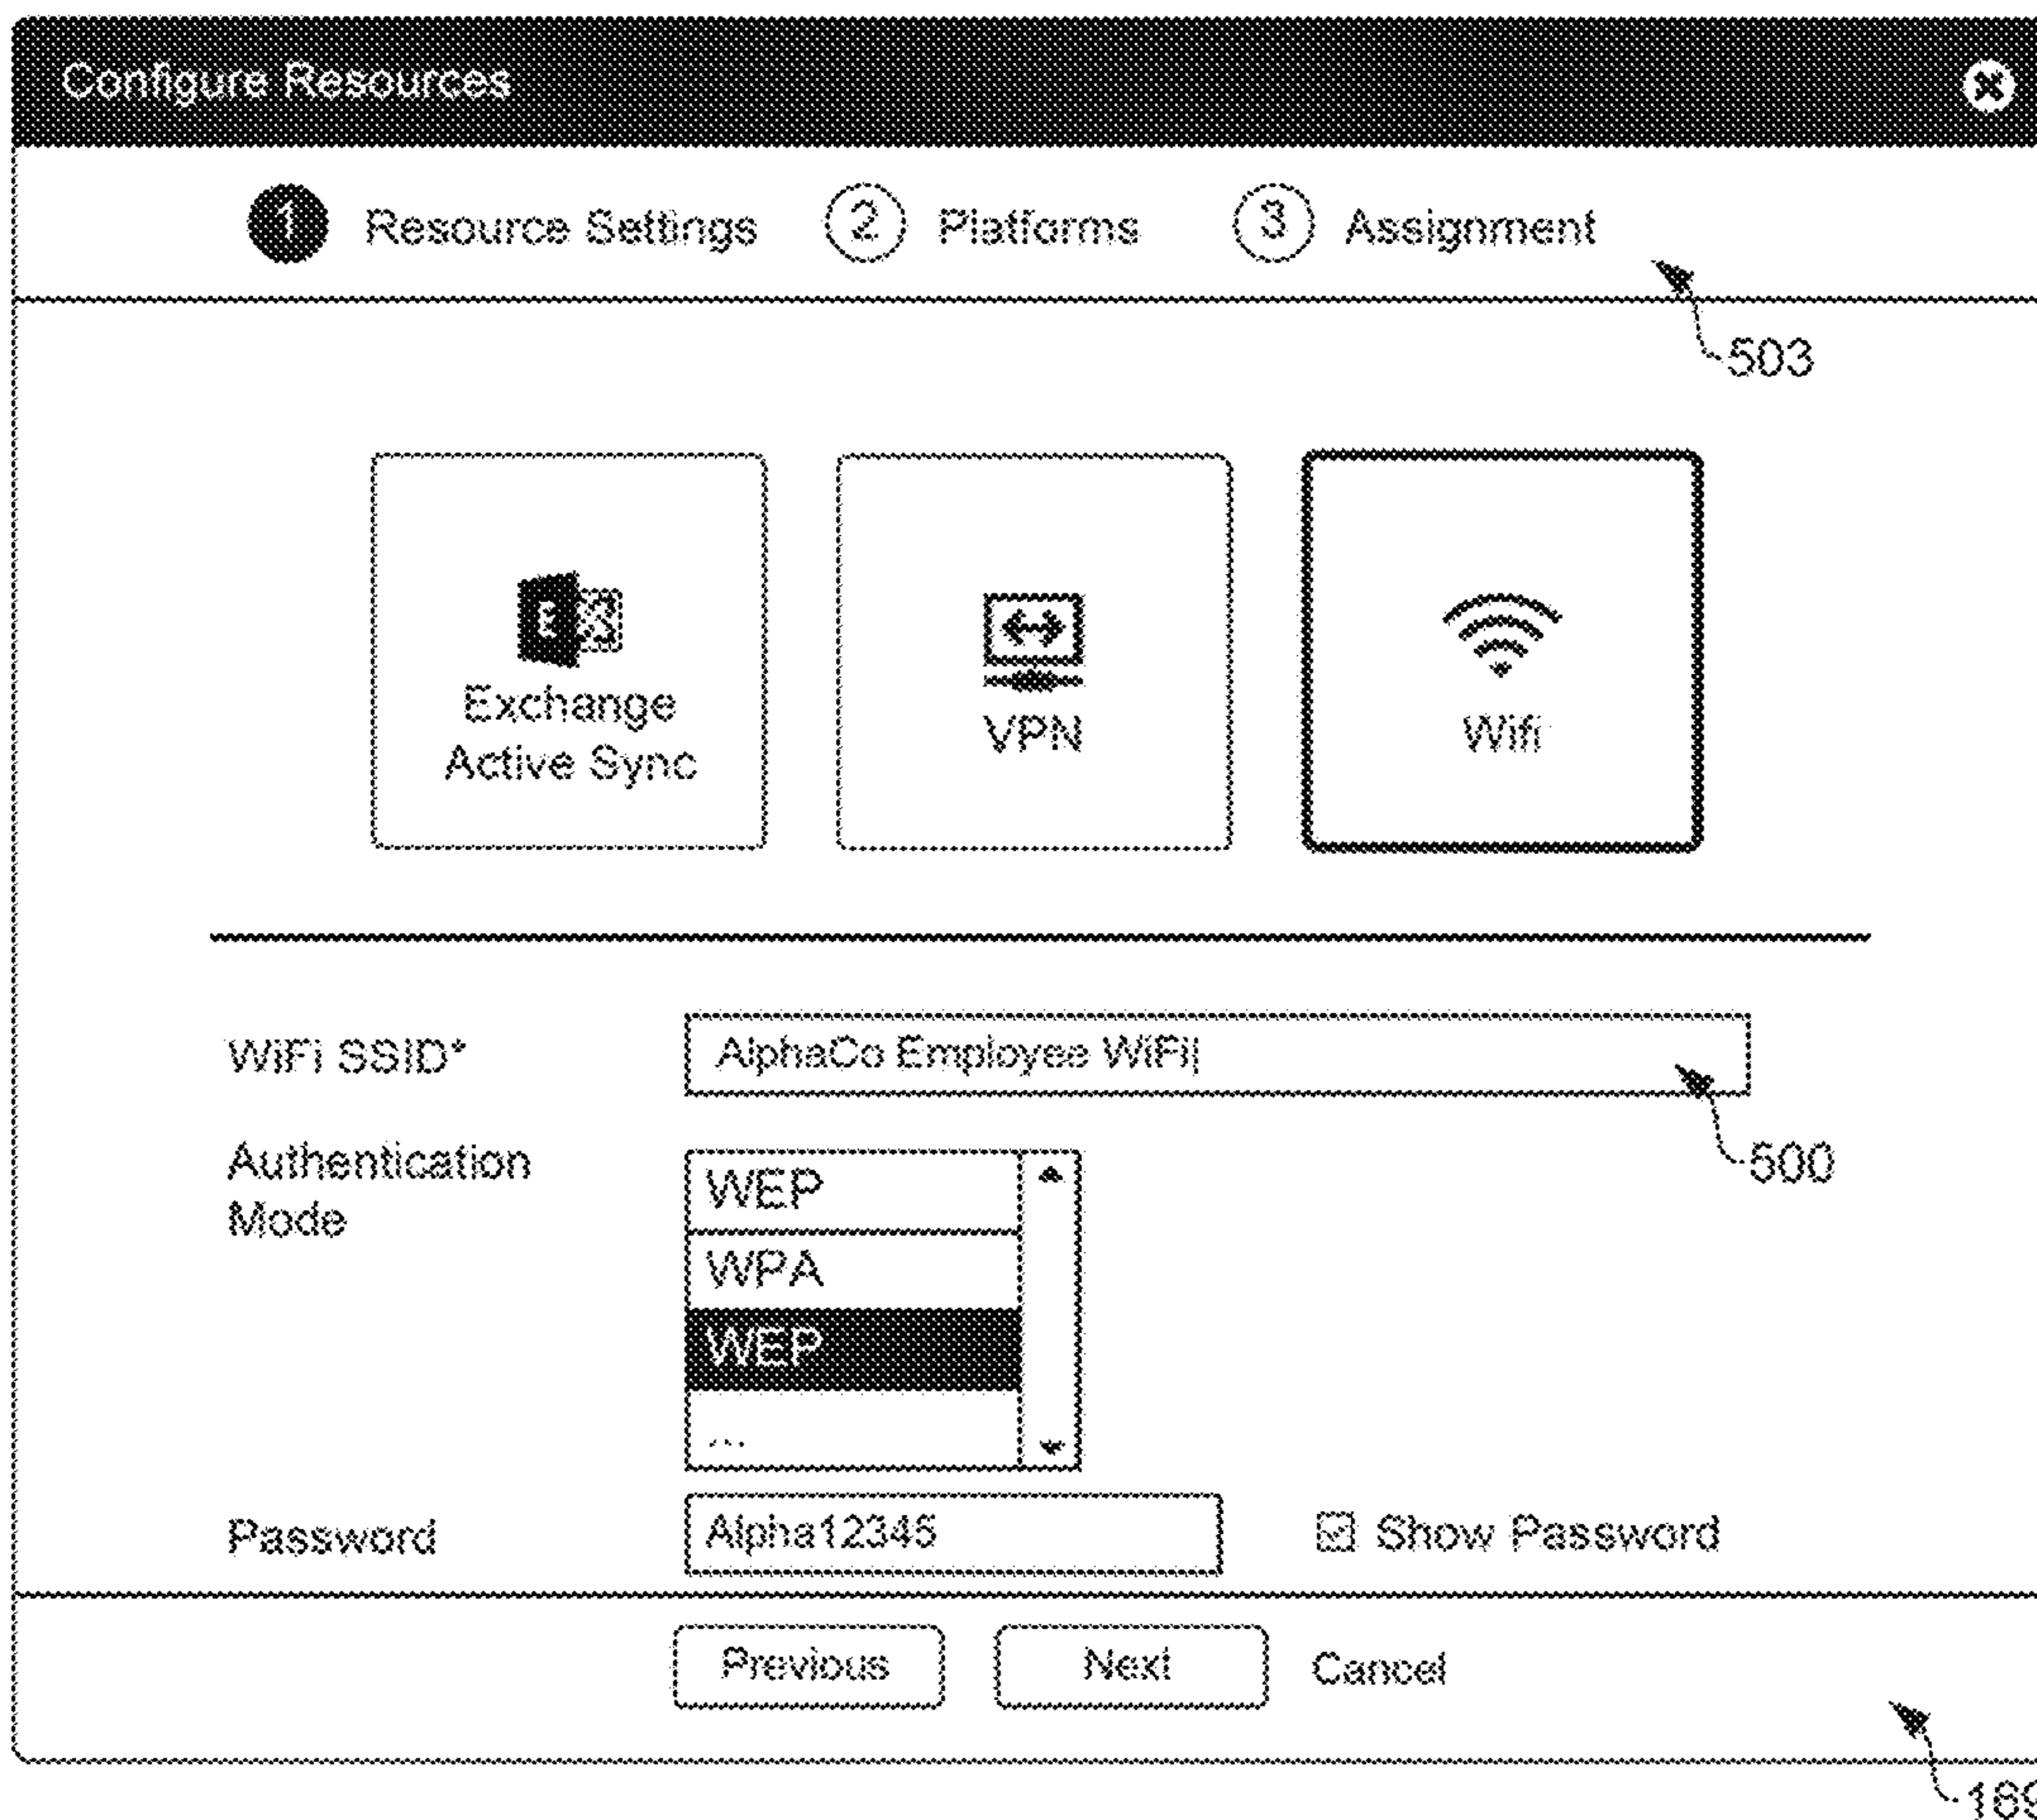 Configure Resources
1 Resource Settings 2 Platforms 3 Assignment
503
Exchange
Active Sync
VPN
Wifi
WiFi SSID*
AlphaCo Employee WiFi|
500
Authentication
Mode
WEP
WPA
WEP
...
Password
Alpha12345
Show Password
Previous Next Cancel